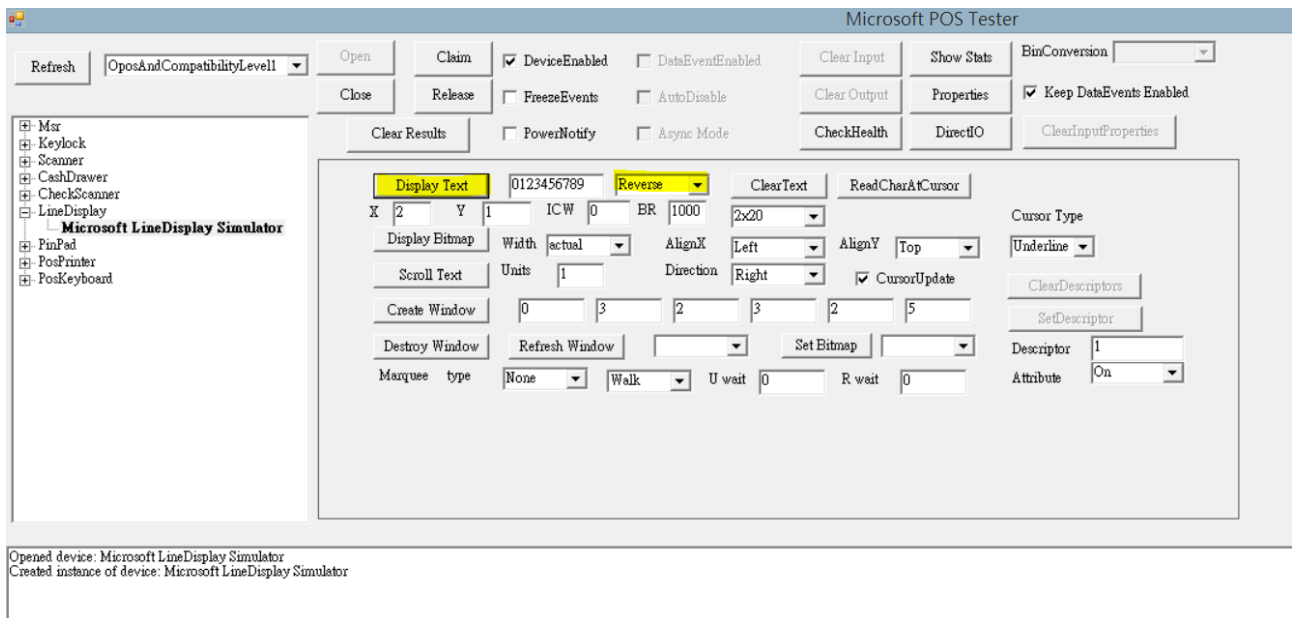 Microsoft POS Tester
Refresh OposAndCompatibilityLevel1 Open Claim DeviceEnabled DataEventEnabled Clear Input Show Stats BinConversion
Close Release FreezeEvents AutoDisable Clear Output Properties Keep DataEvents Enabled
Clear Results PowerNotify Async Mode CheckHealth DirectIO ClearInputProperties
Msr
Keylock
Scanner
CashDrawer
CheckScanner
LineDisplay
Microsoft LineDisplay Simulator
PinPad
PosPrinter
PosKeyboard
Display Text 0123456789 Reverse ClearText ReadCharAtCursor
X 2 Y 1 ICW 0 BR 1000 2x20 Cursor Type
Display Bitmap Width actual AlignX Left AlignY Top Underline
Scroll Text Units 1 Direction Right CursorUpdate ClearDescriptors
Create Window 0 3 2 3 2 5 SetDescriptor
Destroy Window Refresh Window Set Bitmap Descriptor 1
Marquee type None Walk U wait 0 R wait 0 Attribute On
Opened device: Microsoft LineDisplay Simulator
Created instance of device: Microsoft LineDisplay Simulator